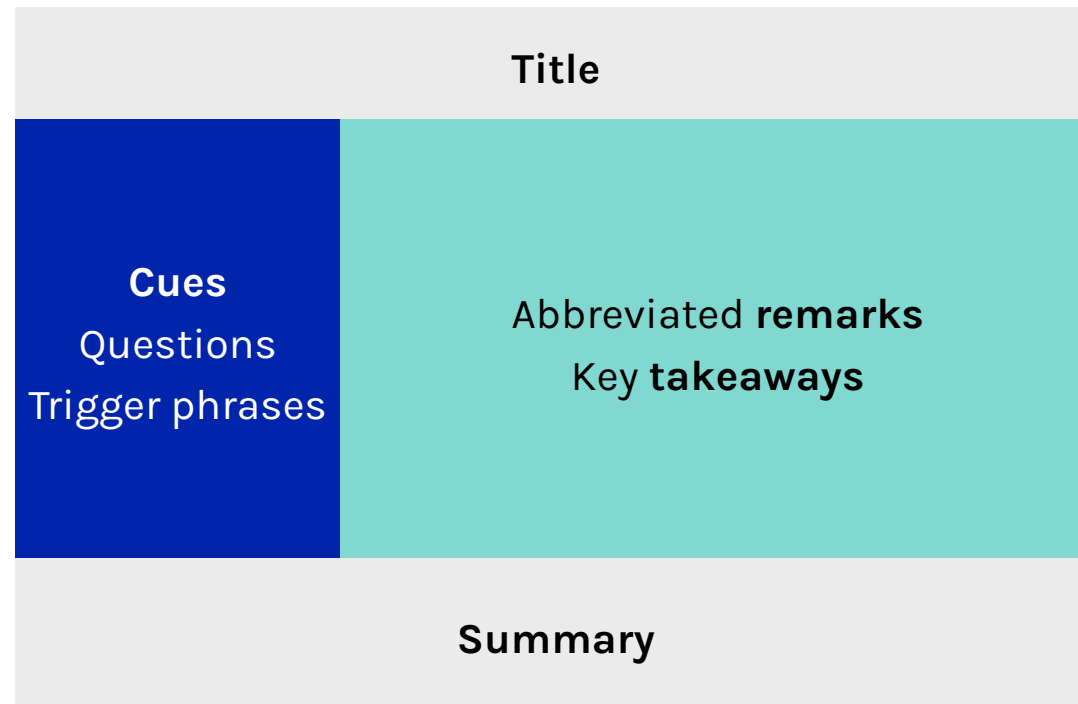 Title
Cues
Questions
Trigger phrases
Abbreviated remarks
Key takeaways
Summary